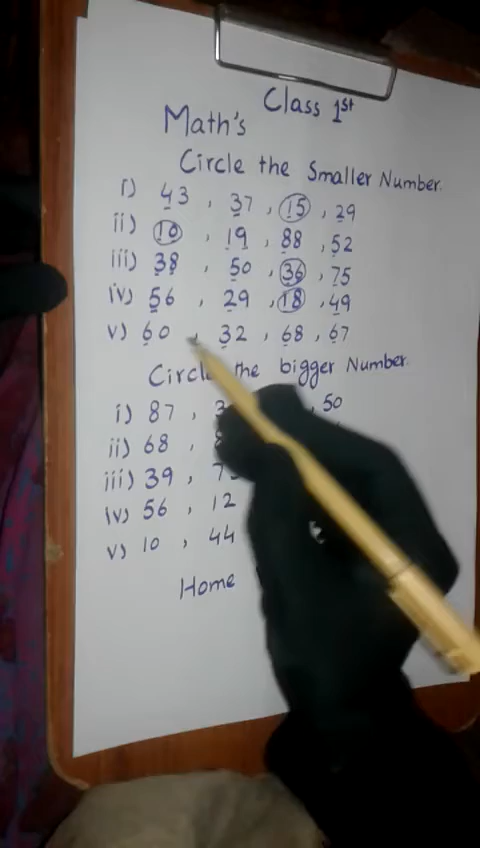 Class 1st
Math's
Circle the Smaller Number.
i) 43 , 37 , 15 , 29
ii) 10 , 19 , 88 , 52
iii) 38 , 50 , 36 , 75
iv) 56 , 29 , 18 , 49
v) 60 , 32 , 68 , 67
Circle the bigger Number.
i) 87 , , 50
ii) 68 ,
iii) 39 ,
iv) 56 , 12
v) 10 , 44
Home